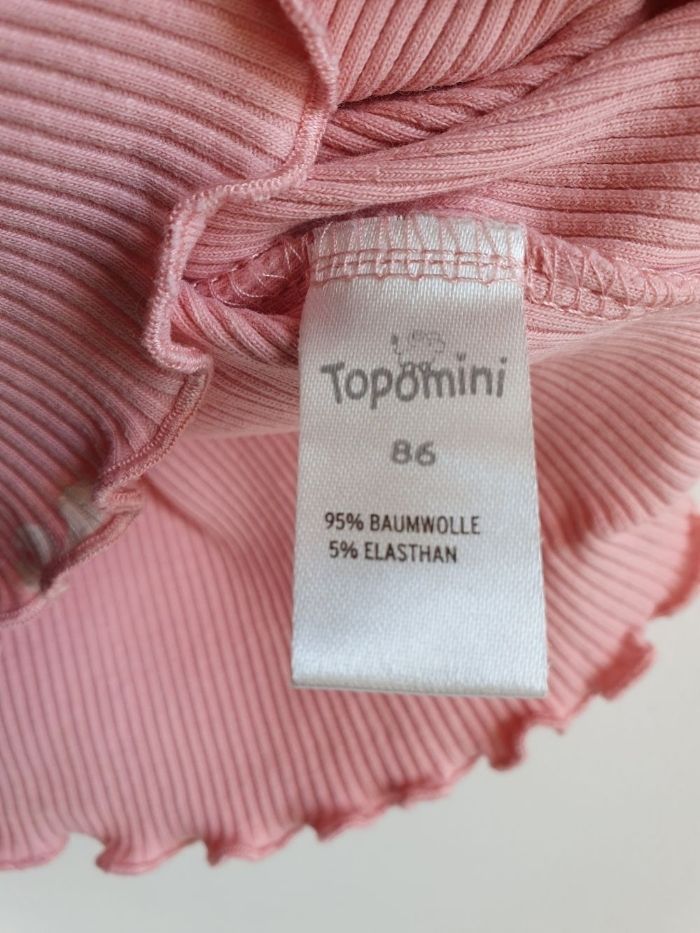 Topomini
86
95% BAUMWOLLE
5% ELASTHAN